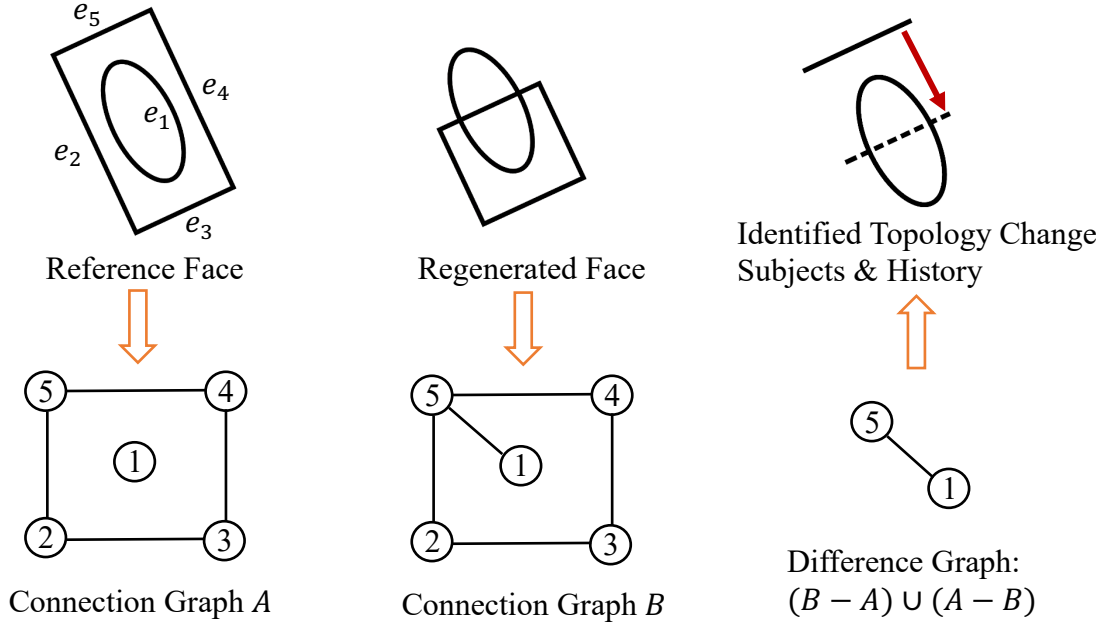 e₅
e₄
e₁
e₂
e₃
Reference Face
Regenerated Face
Identified Topology Change
Subjects & History
5
4
1
2
3
Connection Graph A
5
4
1
2
3
Connection Graph B
5
1
Difference Graph:
(B − A) ∪ (A − B)